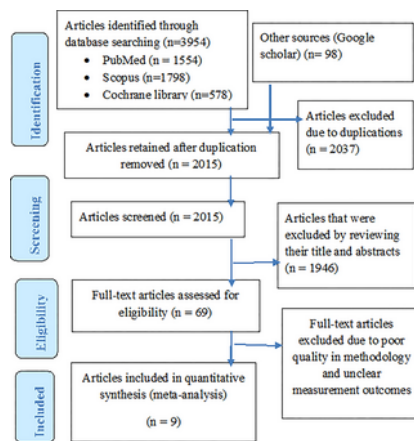 Articles identified through
database searching (n=3954)
• PubMed (n = 1554)
• Scopus (n=1798)
• Cochrane library (n=578)
Other sources (Google
scholar) (n= 98)
Identification
Articles excluded
due to duplications
(n = 2037)
Articles retained after duplication
removed (n = 2015)
Screening
Articles screened (n = 2015)
Articles that were
excluded by reviewing
their title and abstracts
(n = 1946)
Eligibility
Full-text articles assessed for
eligibility (n = 69)
Full-text articles
excluded due to poor
quality in methodology
and unclear
measurement outcomes
Included
Articles included in quantitative
synthesis (meta-analysis)
(n = 9)